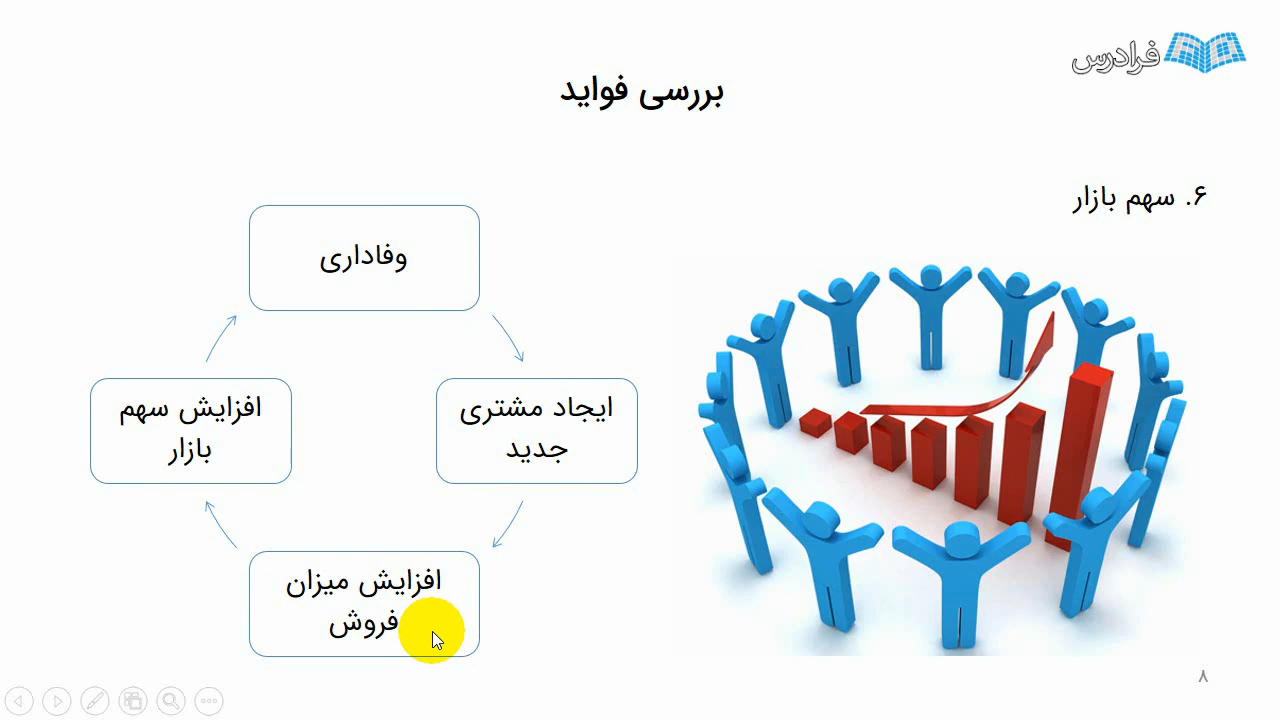 فرادرس
بررسی فواید
۶. سهم بازار
وفاداری
ایجاد مشتری
جدید
افزایش میزان
فروش
افزایش سهم
بازار
۸